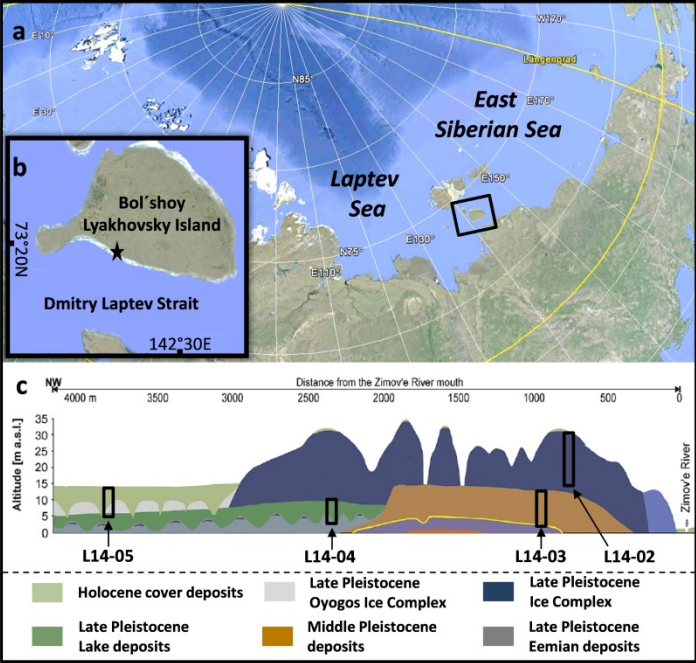 a
E10°
E30°
N85°
W170°
Längengrad
E170°
East
Siberian Sea
E150°
Laptev
Sea
N75°
E130°
E110°
b
Bol´shoy
Lyakhovsky Island
73°20N
Dmitry Laptev Strait
142°30E
c
NW
Distance from the Zimov'e River mouth
4000 m 3500 3000 2500 2000 1500 1000 500 0
Altitude [m a.s.l.]
35
30
25
20
15
10
5
0
Zimov'e River
L14-05
L14-04
L14-03
L14-02
Holocene cover deposits
Late Pleistocene
Oyogos Ice Complex
Late Pleistocene
Ice Complex
Late Pleistocene
Lake deposits
Middle Pleistocene
deposits
Late Pleistocene
Eemian deposits